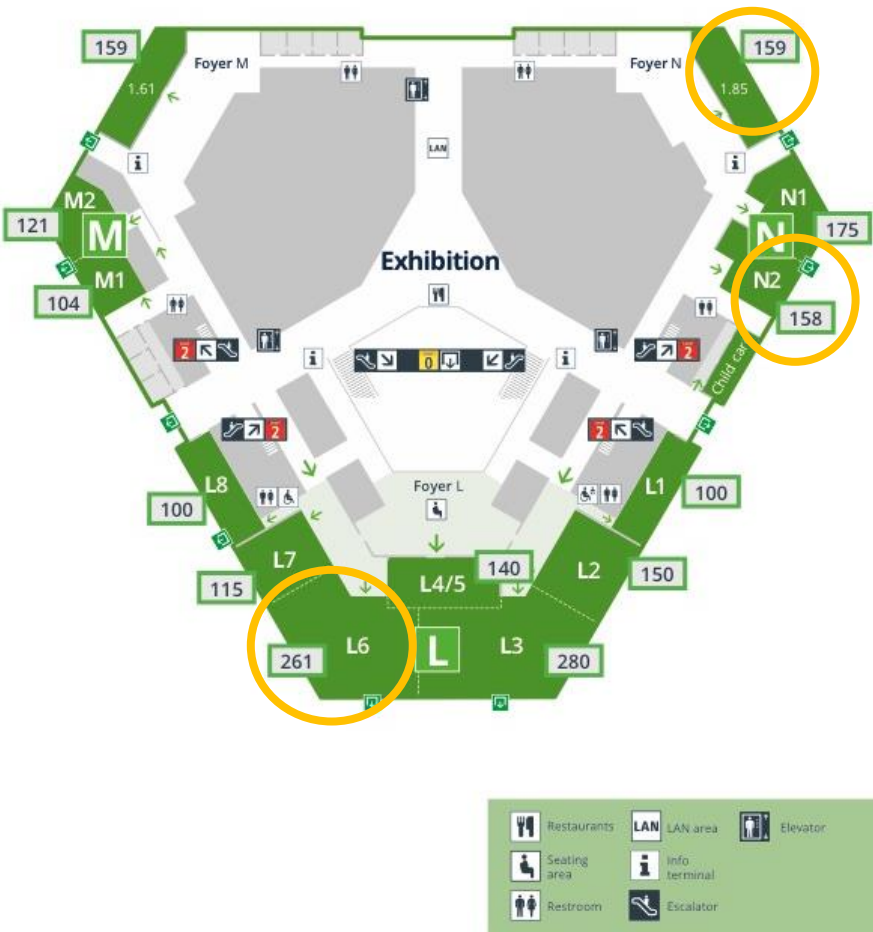 159
Foyer M
Foyer N
159
1.61
1.85
LAN
i
i
M2
N1
121
M
N
175
Exhibition
M1
N2
104
158
2
i
0
i
2
Child car
2
2
L8
Foyer L
L1
100
100
L7
L4/5
140
L2
115
150
L6
L
L3
261
280
Restaurants
LAN
LAN area
Elevator
Seating
area
i
Info
terminal
Restroom
Escalator